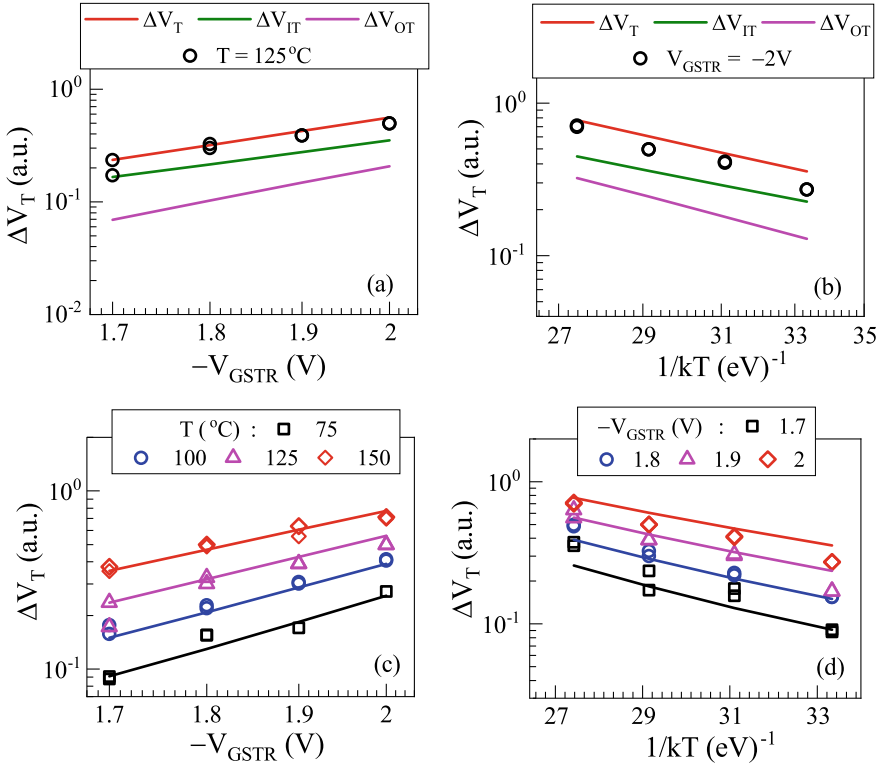 ΔV_T ΔV_IT ΔV_OT
T = 125 °C
ΔV_T (a.u.)
10^0
10^-1
10^-2
(a)
1.7 1.8 1.9 2
−V_GSTR (V)
ΔV_T ΔV_IT ΔV_OT
V_GSTR = −2V
ΔV_T (a.u.)
10^0
10^-1
(b)
27 29 31 33 35
1/kT (eV)^-1
T (°C) : 75
100 125 150
ΔV_T (a.u.)
10^0
10^-1
(c)
1.7 1.8 1.9 2
−V_GSTR (V)
−V_GSTR (V) : 1.7
1.8 1.9 2
ΔV_T (a.u.)
10^0
10^-1
(d)
27 29 31 33
1/kT (eV)^-1